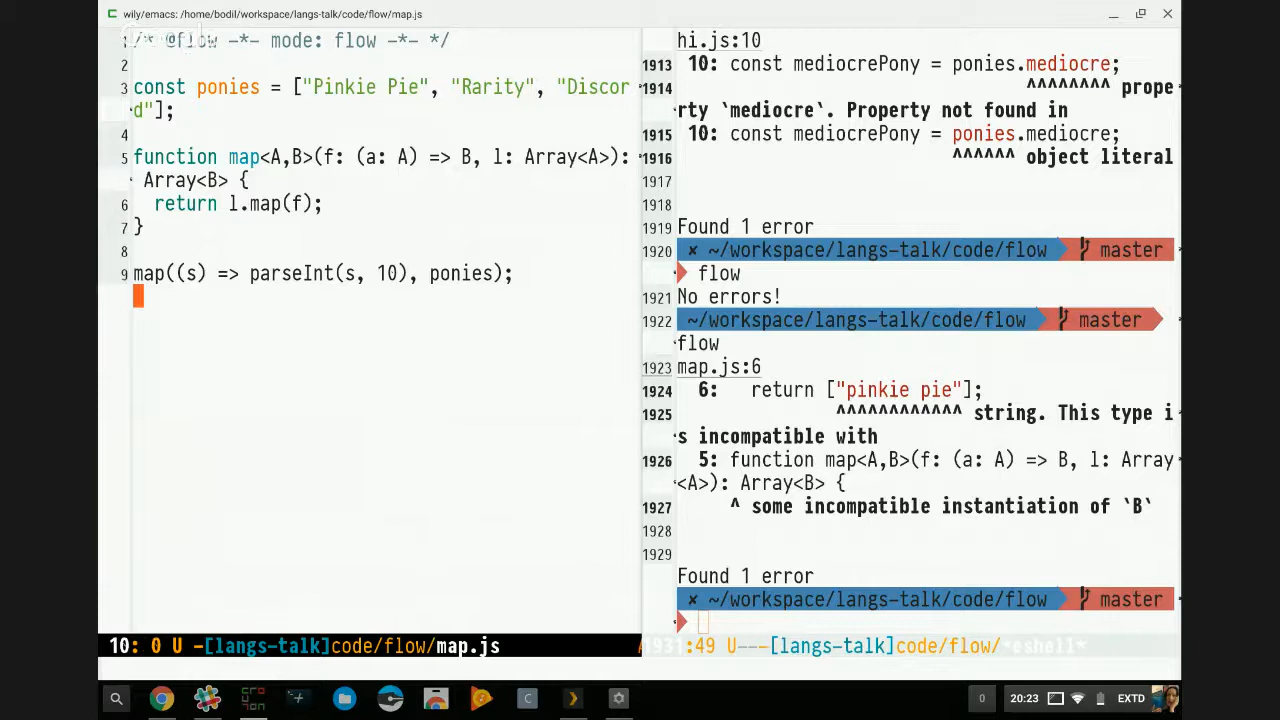 wily/emacs: /home/bodil/workspace/langs-talk/code/flow/map.js
1 /* @flow -*- mode: flow -*- */
2
3 const ponies = ["Pinkie Pie", "Rarity", "Discor
d"];
4
5 function map<A,B>(f: (a: A) => B, l: Array<A>):
Array<B> {
6 return l.map(f);
7 }
8
9 map((s) => parseInt(s, 10), ponies);
10: 0 U -[langs-talk]code/flow/map.js
hi.js:10
1913 10: const mediocrePony = ponies.mediocre;
1914 ^^^^^^^^ prope
rty `mediocre`. Property not found in
1915 10: const mediocrePony = ponies.mediocre;
1916 ^^^^^^ object literal
1917
1918
1919 Found 1 error
1920 ✘ ~/workspace/langs-talk/code/flow master
flow
1921 No errors!
1922 ~/workspace/langs-talk/code/flow master
flow
1923 map.js:6
1924 6: return ["pinkie pie"];
1925 ^^^^^^^^^^^^ string. This type i
s incompatible with
1926 5: function map<A,B>(f: (a: A) => B, l: Array
<A>): Array<B> {
1927 ^ some incompatible instantiation of `B`
1928
1929
Found 1 error
✘ ~/workspace/langs-talk/code/flow master
1931:49 U---[langs-talk]code/flow/*eshell*
0 20:23 EXTD